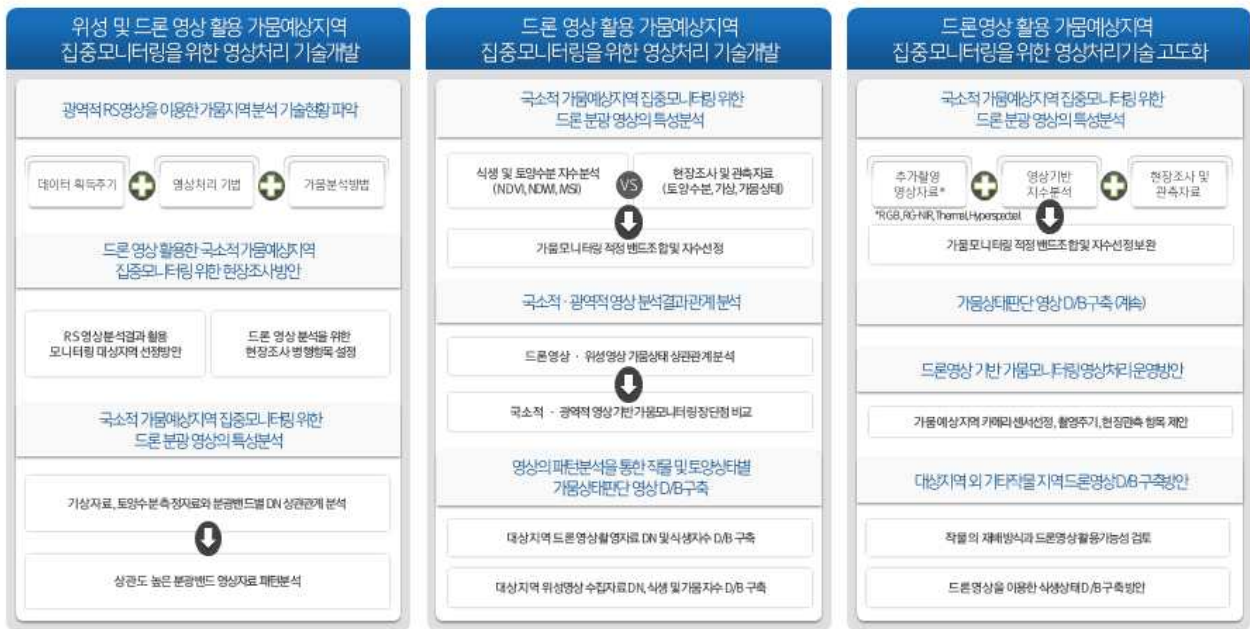 위성 및 드론 영상 활용 가뭄예상지역
집중모니터링을 위한 영상처리 기술개발
광역적 RS영상을 이용한 가뭄지역 분석 기술현황 파악
데이터 획득주기
영상처리 기법
가뭄분석방법
드론 영상 활용한 국소적 가뭄예상지역
집중모니터링 위한 현장조사방안
RS영상분석결과 활용
모니터링 대상지역 선정방안
드론 영상 분석을 위한
현장조사 병행항목 설정
국소적 가뭄예상지역 집중모니터링 위한
드론 분광 영상의 특성분석
기상자료, 토양수분 측정자료와 분광밴드별 DN 상관관계 분석
상관도 높은 분광밴드 영상자료 패턴분석
드론 영상 활용 가뭄예상지역
집중모니터링을 위한 영상처리 기술개발
국소적 가뭄예상지역 집중모니터링 위한
드론 분광 영상의 특성분석
식생 및 토양수분 지수분석
(NDVI, NDWI, MSI)
VS
현장조사 및 관측자료
(토양수분, 기상, 가뭄상태)
가뭄모니터링 적정 밴드조합 및 지수선정
국소적·광역적 영상 분석결과 관계 분석
드론영상 · 위성영상 가뭄상태 상관관계 분석
국소적 · 광역적 영상기반 가뭄모니터링 장단점 비교
영상의 패턴분석을 통한 작물 및 토양상태별
가뭄상태판단 영상 D/B구축
대상지역 드론 영상촬영자료 DN 및 식생지수 D/B 구축
대상지역 위성영상 수집자료 DN, 식생 및 가뭄지수 D/B 구축
드론영상 활용 가뭄예상지역
집중모니터링을 위한 영상처리기술 고도화
국소적 가뭄예상지역 집중모니터링 위한
드론 분광 영상의 특성분석
추가촬영
영상자료*
영상기반
지수분석
현장조사 및
관측자료
*RGB, RG-NIR, Thermal, Hyperspectral
가뭄모니터링 적정 밴드조합 및 지수선정 보완
가뭄상태판단 영상 D/B구축 (계속)
드론영상 기반 가뭄모니터링 영상처리 운영방안
가뭄 예상지역 카메라 센서선정, 촬영주기, 현장관측 항목 제안
대상지역 외 기타작물 지역 드론영상 D/B 구축방안
작물의 재배방식과 드론영상 활용가능성 검토
드론영상을 이용한 식생상태 D/B 구축 방안